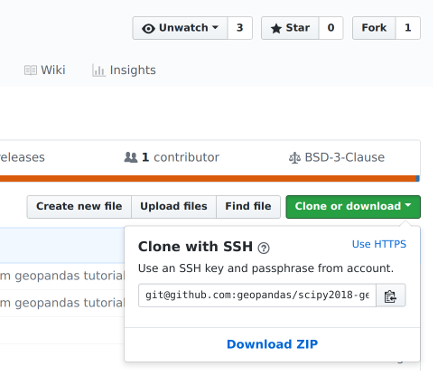 Unwatch 3 Star 0 Fork 1
Wiki Insights
releases 1 contributor BSD-3-Clause
Create new file Upload files Find file Clone or download
Clone with SSH Use HTTPS
Use an SSH key and passphrase from account.
m geopandas tutorial
git@github.com:geopandas/scipy2018-ge
m geopandas tutorial
Download ZIP